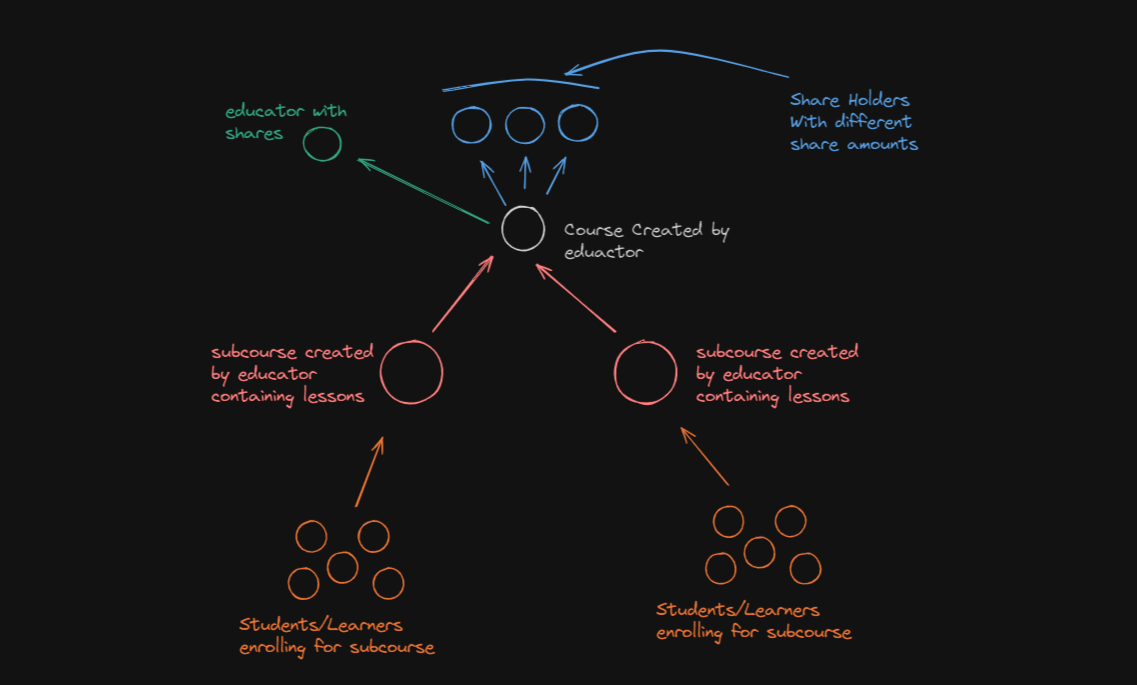 educator with
shares
Share Holders
With different
share amounts
Course Created by
eduactor
subcourse created
by educator
containing lessons
subcourse created
by educator
containing lessons
Students/Learners
enrolling for subcourse
Students/Learners
enrolling for subcourse